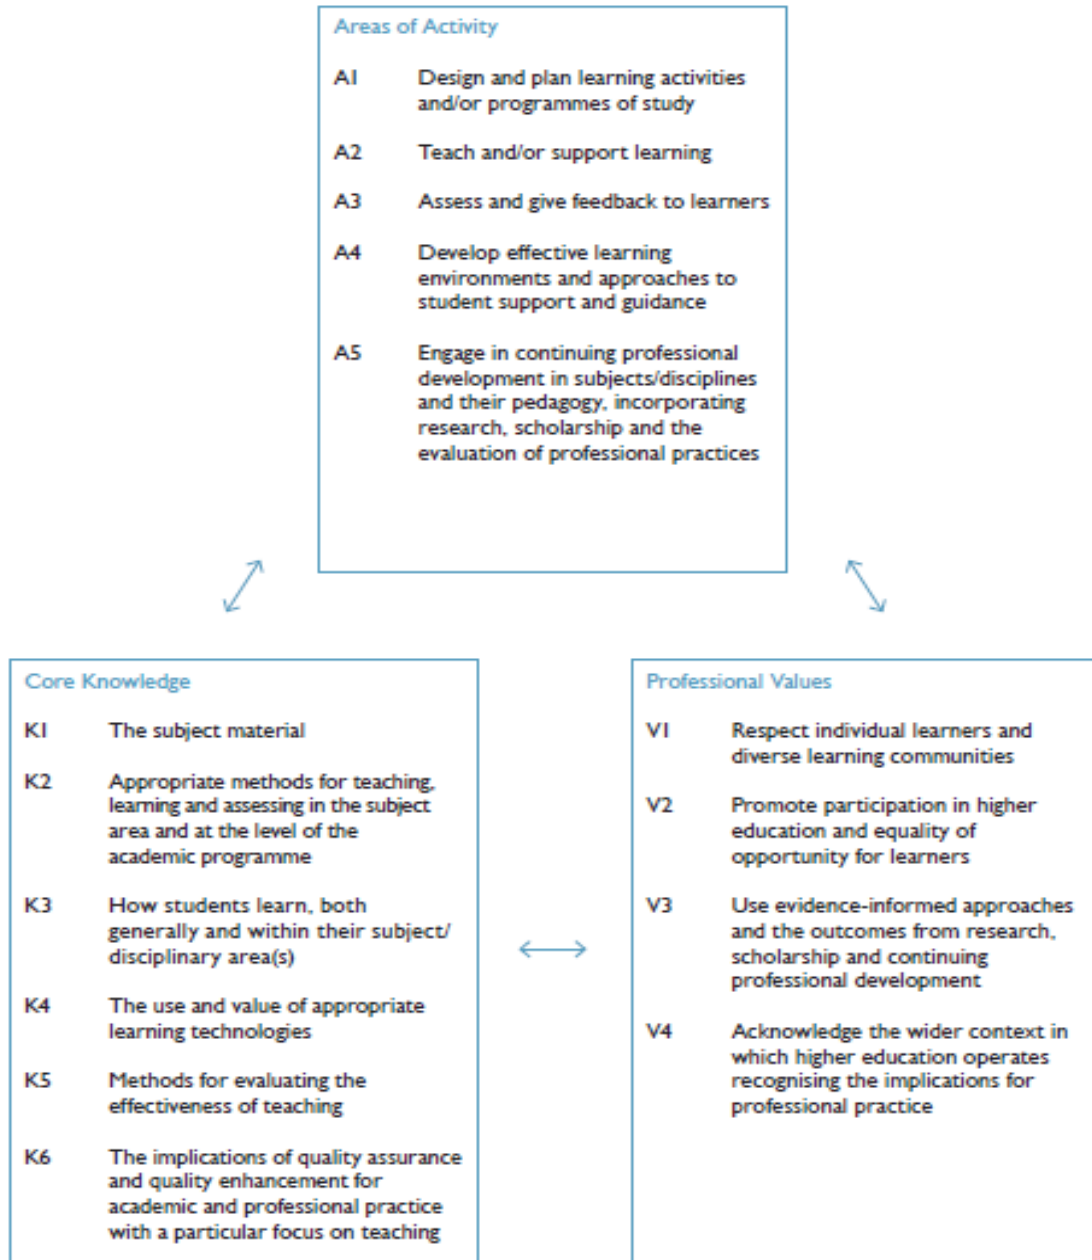 Areas of Activity
A1 Design and plan learning activities
and/or programmes of study
A2 Teach and/or support learning
A3 Assess and give feedback to learners
A4 Develop effective learning
environments and approaches to
student support and guidance
A5 Engage in continuing professional
development in subjects/disciplines
and their pedagogy, incorporating
research, scholarship and the
evaluation of professional practices
Core Knowledge
K1 The subject material
K2 Appropriate methods for teaching,
learning and assessing in the subject
area and at the level of the
academic programme
K3 How students learn, both
generally and within their subject/
disciplinary area(s)
K4 The use and value of appropriate
learning technologies
K5 Methods for evaluating the
effectiveness of teaching
K6 The implications of quality assurance
and quality enhancement for
academic and professional practice
with a particular focus on teaching
Professional Values
V1 Respect individual learners and
diverse learning communities
V2 Promote participation in higher
education and equality of
opportunity for learners
V3 Use evidence-informed approaches
and the outcomes from research,
scholarship and continuing
professional development
V4 Acknowledge the wider context in
which higher education operates
recognising the implications for
professional practice